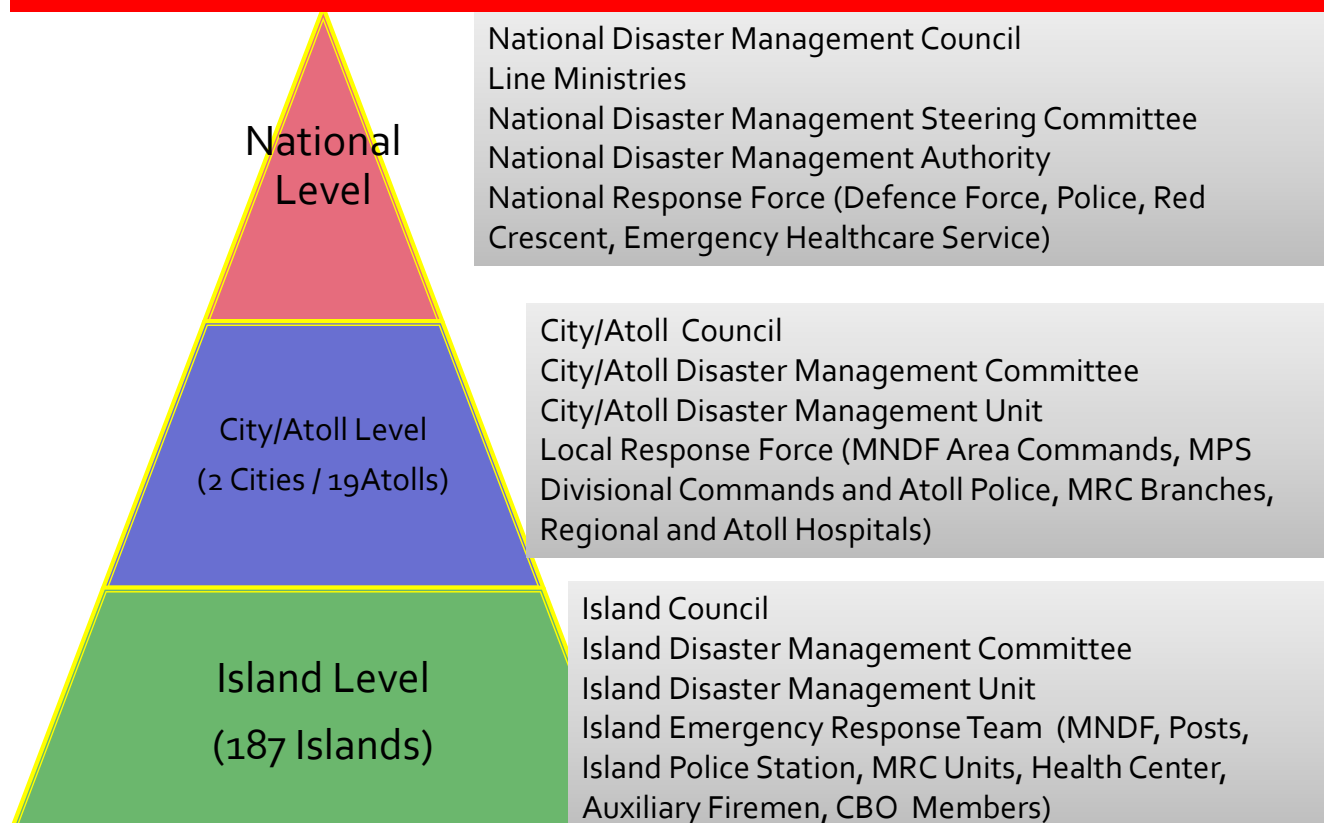 National
Level
National Disaster Management Council
Line Ministries
National Disaster Management Steering Committee
National Disaster Management Authority
National Response Force (Defence Force, Police, Red
Crescent, Emergency Healthcare Service)
City/Atoll Level
(2 Cities / 19Atolls)
City/Atoll Council
City/Atoll Disaster Management Committee
City/Atoll Disaster Management Unit
Local Response Force (MNDF Area Commands, MPS
Divisional Commands and Atoll Police, MRC Branches,
Regional and Atoll Hospitals)
Island Level
(187 Islands)
Island Council
Island Disaster Management Committee
Island Disaster Management Unit
Island Emergency Response Team (MNDF, Posts,
Island Police Station, MRC Units, Health Center,
Auxiliary Firemen, CBO Members)